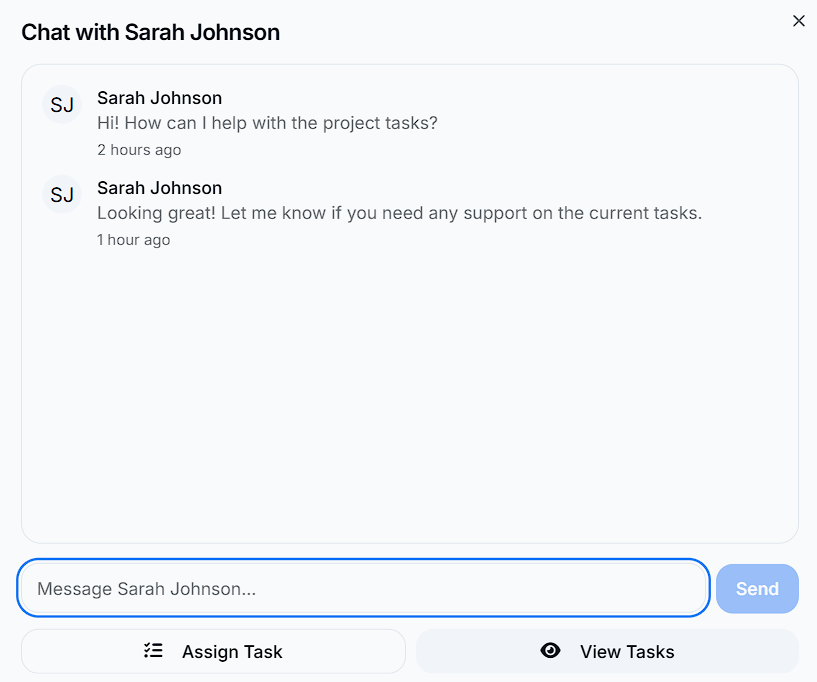 Chat with Sarah Johnson
SJ
Sarah Johnson
Hi! How can I help with the project tasks?
2 hours ago
SJ
Sarah Johnson
Looking great! Let me know if you need any support on the current tasks.
1 hour ago
Message Sarah Johnson...
Send
Assign Task
View Tasks